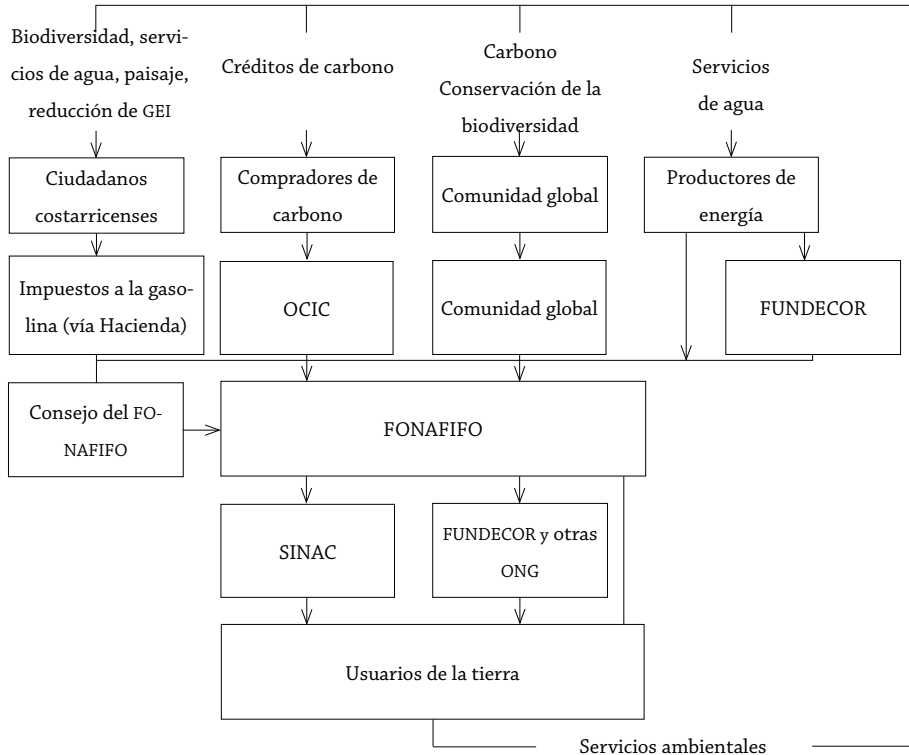 Biodiversidad, servi-
cios de agua, paisaje,
reducción de GEI
Créditos de carbono
Carbono
Conservación de la
biodiversidad
Servicios
de agua
Ciudadanos
costarricenses
Compradores de
carbono
Comunidad global
Productores de
energía
Impuestos a la gaso-
lina (vía Hacienda)
OCIC
Comunidad global
FUNDECOR
Consejo del FO-
NAFIFO
FONAFIFO
SINAC
FUNDECOR y otras
ONG
Usuarios de la tierra
Servicios ambientales